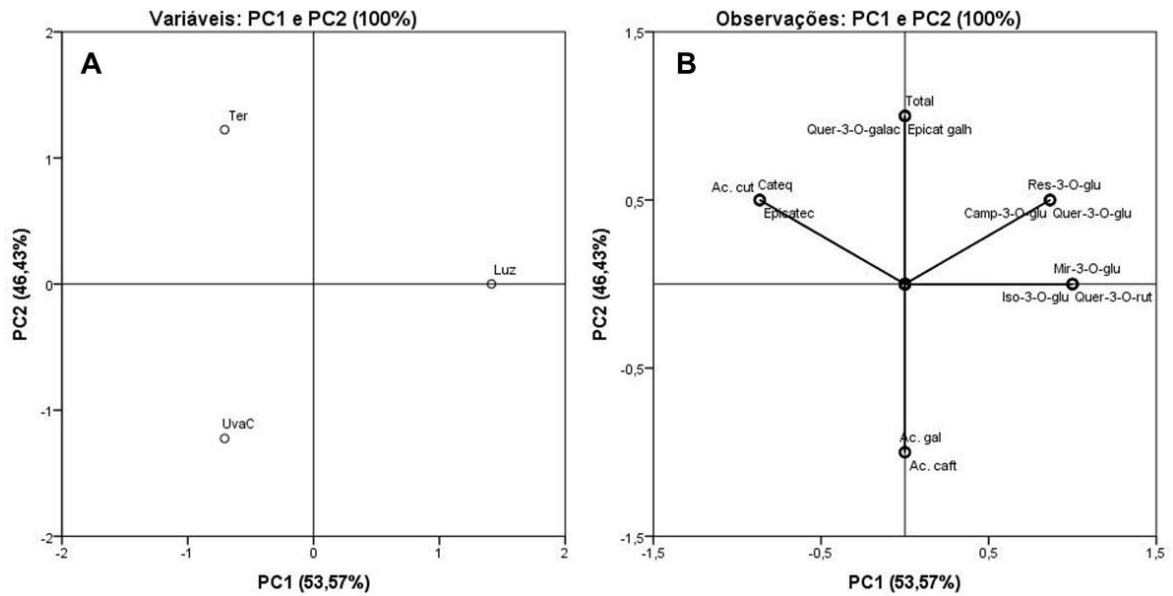 Variáveis: PC1 e PC2 (100%)
A
Ter
Luz
UvaC
2
1
0
-1
-2
-2
-1
0
1
2
PC2 (46,43%)
PC1 (53,57%)
Observações: PC1 e PC2 (100%)
B
Total
Quer-3-O-galac Epicat galh
Ac. cut Cateq
Epicatec
Res-3-O-glu
Camp-3-O-glu Quer-3-O-glu
Mir-3-O-glu
Iso-3-O-glu Quer-3-O-rut
Ac. gal
Ac. caft
1,5
0,5
-0,5
-1,5
-1,5
-0,5
0,5
1,5
PC2 (46,43%)
PC1 (53,57%)